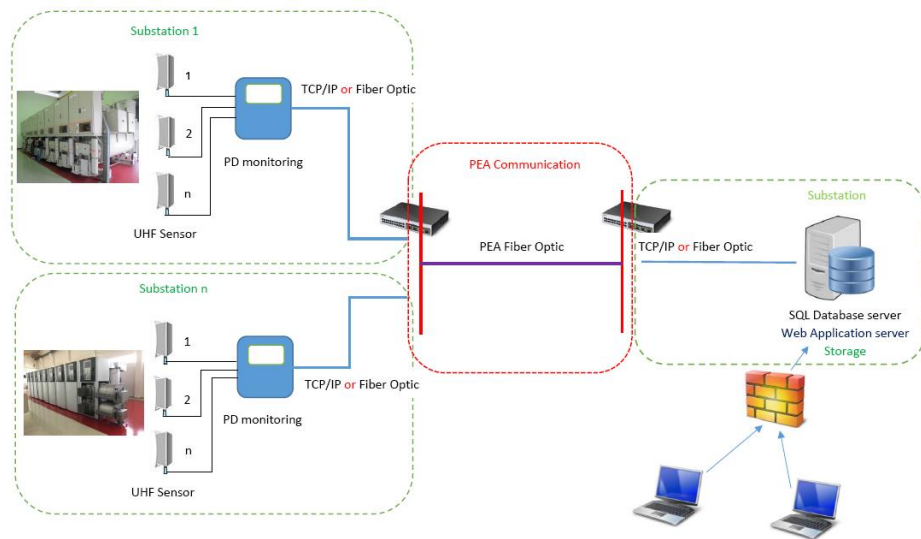 Substation 1
1
TCP/IP or Fiber Optic
2
PD monitoring
n
UHF Sensor
PEA Communication
PEA Fiber Optic
Substation
TCP/IP or Fiber Optic
SQL Database server
Web Application server
Storage
Substation n
1
2
TCP/IP or Fiber Optic
PD monitoring
n
UHF Sensor